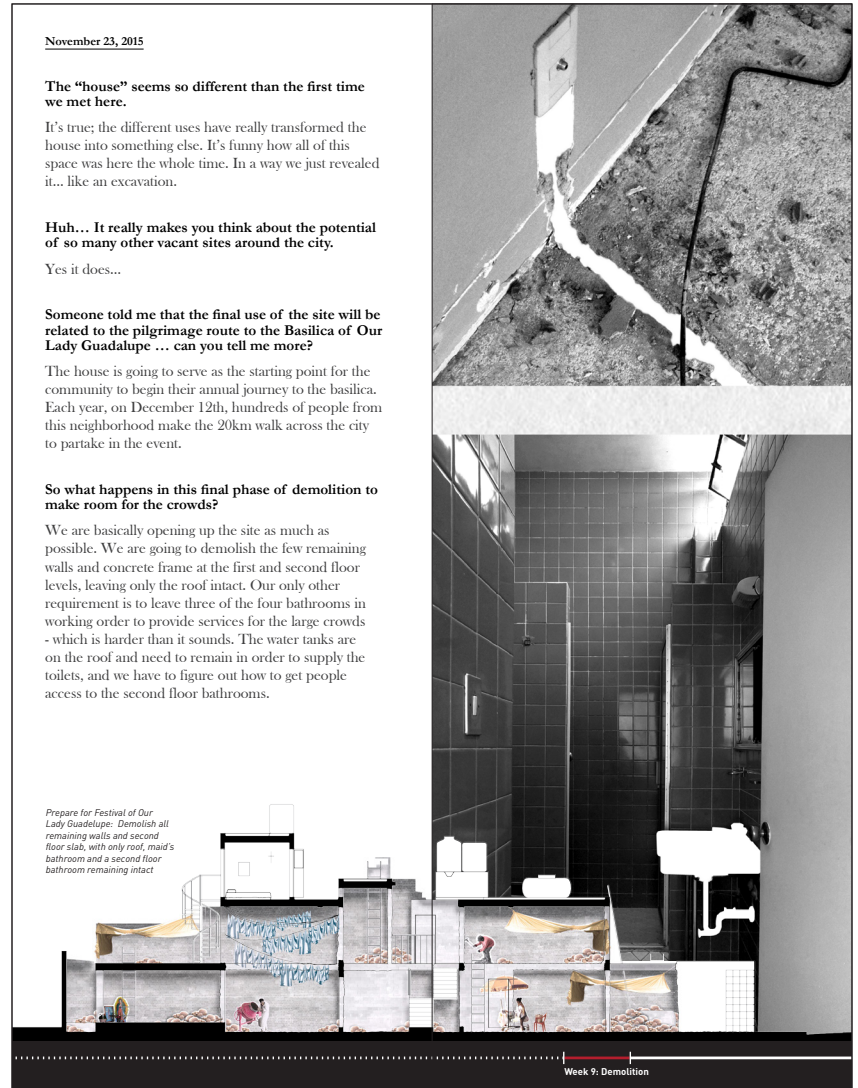 November 23, 2015
The “house” seems so different than the first time
we met here.
It’s true; the different uses have really transformed the
house into something else. It’s funny how all of this
space was here the whole time. In a way we just revealed
it... like an excavation.
Huh… It really makes you think about the potential
of so many other vacant sites around the city.
Yes it does...
Someone told me that the final use of the site will be
related to the pilgrimage route to the Basilica of Our
Lady Guadalupe … can you tell me more?
The house is going to serve as the starting point for the
community to begin their annual journey to the basilica.
Each year, on December 12th, hundreds of people from
this neighborhood make the 20km walk across the city
to partake in the event.
So what happens in this final phase of demolition to
make room for the crowds?
We are basically opening up the site as much as
possible. We are going to demolish the few remaining
walls and concrete frame at the first and second floor
levels, leaving only the roof intact. Our only other
requirement is to leave three of the four bathrooms in
working order to provide services for the large crowds
- which is harder than it sounds. The water tanks are
on the roof and need to remain in order to supply the
toilets, and we have to figure out how to get people
access to the second floor bathrooms.
Prepare for Festival of Our
Lady Guadelupe: Demolish all
remaining walls and second
floor slab, with only roof, maid’s
bathroom and a second floor
bathroom remaining intact
Week 9: Demolition